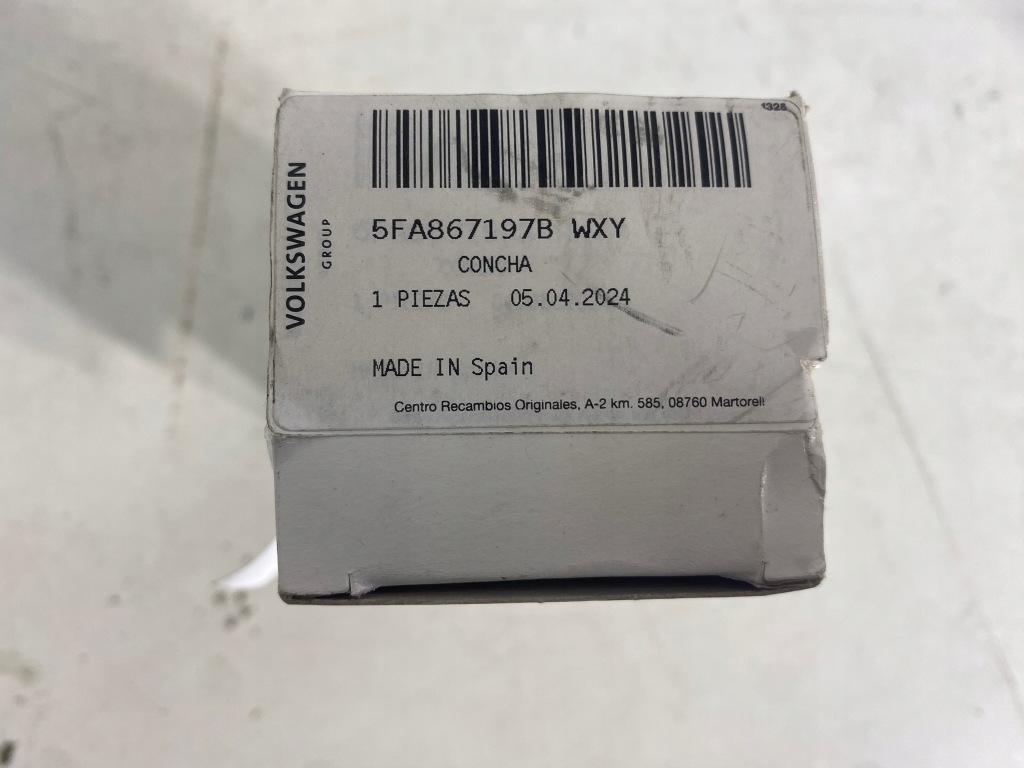 1328
VOLKSWAGEN
GROUP
5FA867197B WXY
CONCHA
1 PIEZAS 05.04.2024
MADE IN Spain
Centro Recambios Originales, A-2 km. 585, 08760 Martorell